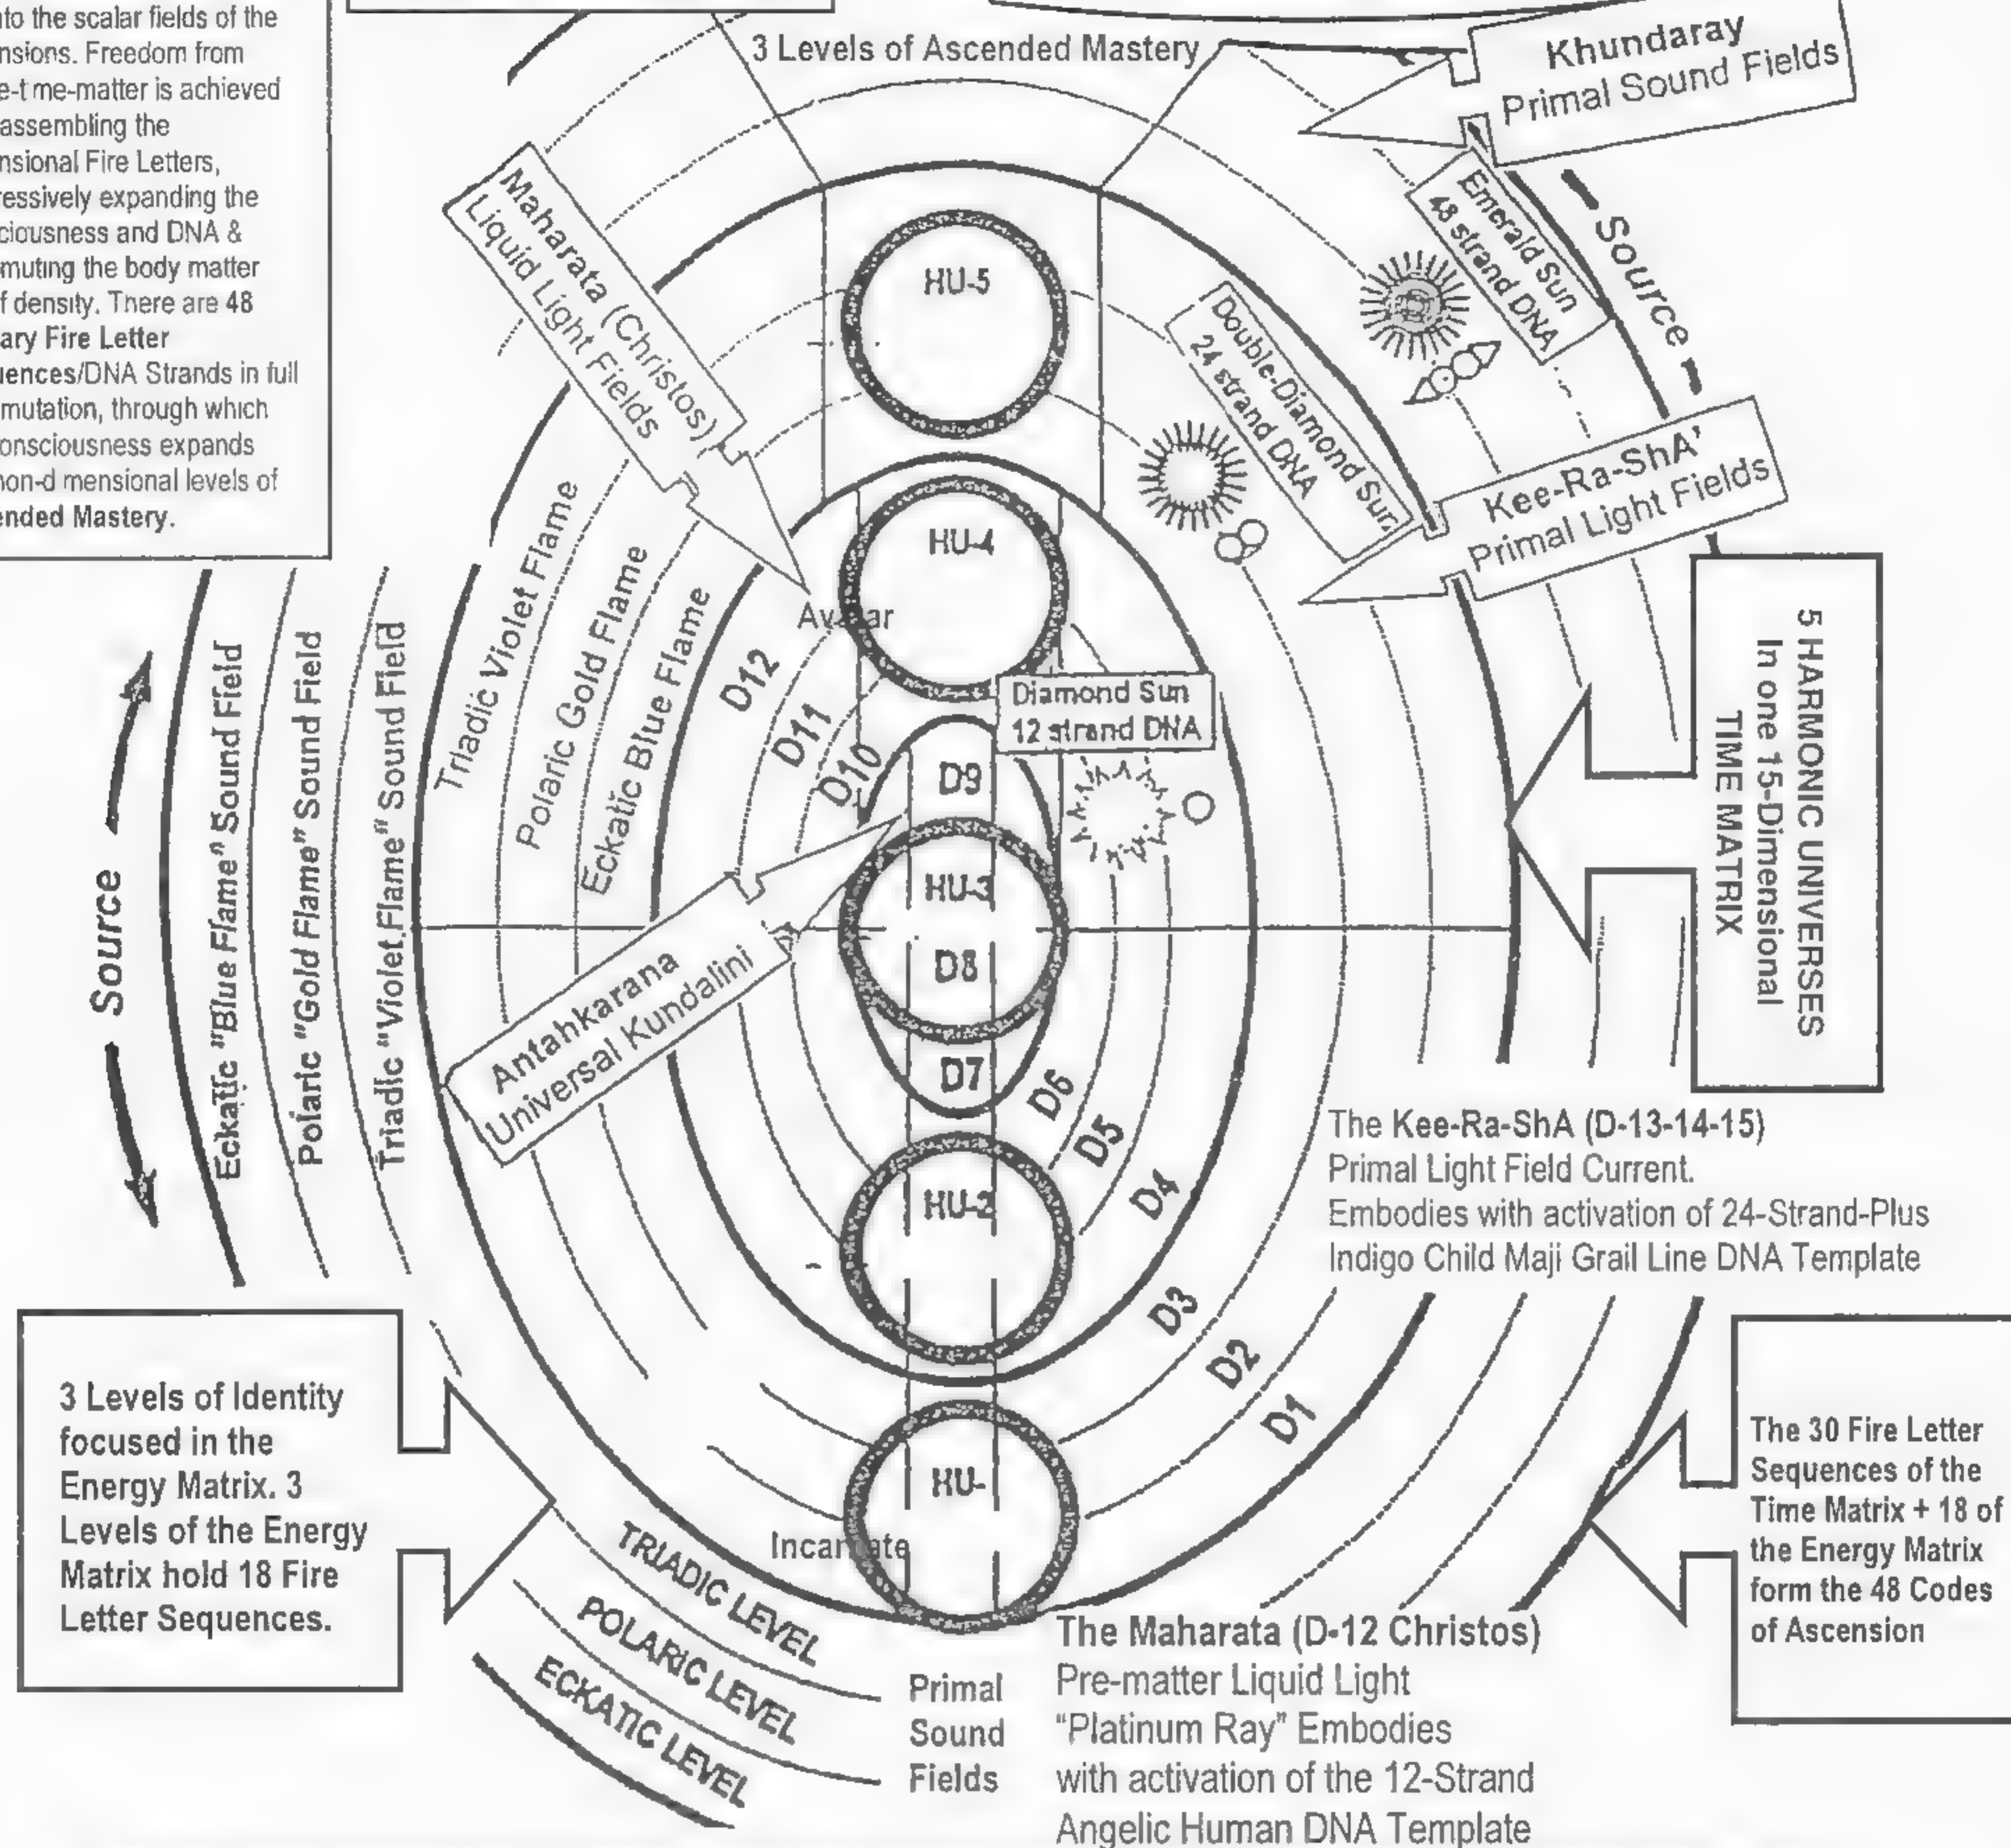 to the scalar fields of the
nsions. Freedom from
e-t me-matter is achieved
assembling the
nsional Fire Letters,
ressively expanding the
ciousness and DNA &
muting the body matter
f density. There are 48
ary Fire Letter
uences/DNA Strands in full
mutation, through which
onsciousness expands
non-d mensional levels of
ended Mastery.
3 Levels of Ascended Mastery
Khundaray
Primal Sound Fields
Maharata (Christos)
Liquid Light Fields
Emerald Sun
48 strand DNA
Source
HU-5
Double-Diamond Sun
24 strand DNA
Kee-Ra-ShA'
Primal Light Fields
HU-4
Avatar
Diamond Sun
12 strand DNA
5 HARMONIC UNIVERSES
In one 15-Dimensional
TIME MATRIX
Source
Eckatic "Blue Flame" Sound Field
Polaric "Gold Flame" Sound Field
Triadic "Violet Flame" Sound Field
Triadic Violet Flame
Polaric Gold Flame
Eckatic Blue Flame
D12
D11
D10
D9
HU-3
D8
D7
Antahkarana
Universal Kundalini
D6
D5
D4
D3
D2
D1
HU-2
The Kee-Ra-ShA (D-13-14-15)
Primal Light Field Current.
Embodies with activation of 24-Strand-Plus
Indigo Child Maji Grail Line DNA Template
3 Levels of Identity
focused in the
Energy Matrix. 3
Levels of the Energy
Matrix hold 18 Fire
Letter Sequences.
HU-
Incarnate
TRIADIC LEVEL
POLARIC LEVEL
ECKATIC LEVEL
Primal
Sound
Fields
The Maharata (D-12 Christos)
Pre-matter Liquid Light
"Platinum Ray" Embodies
with activation of the 12-Strand
Angelic Human DNA Template
The 30 Fire Letter
Sequences of the
Time Matrix + 18 of
the Energy Matrix
form the 48 Codes
of Ascension